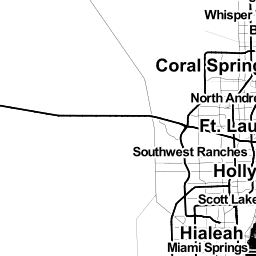 Whisper
B
Coral Spring
North Andre
Ft. Lau
Southwest Ranches
Holly
Scott Lake
Hialeah
Miami Springs